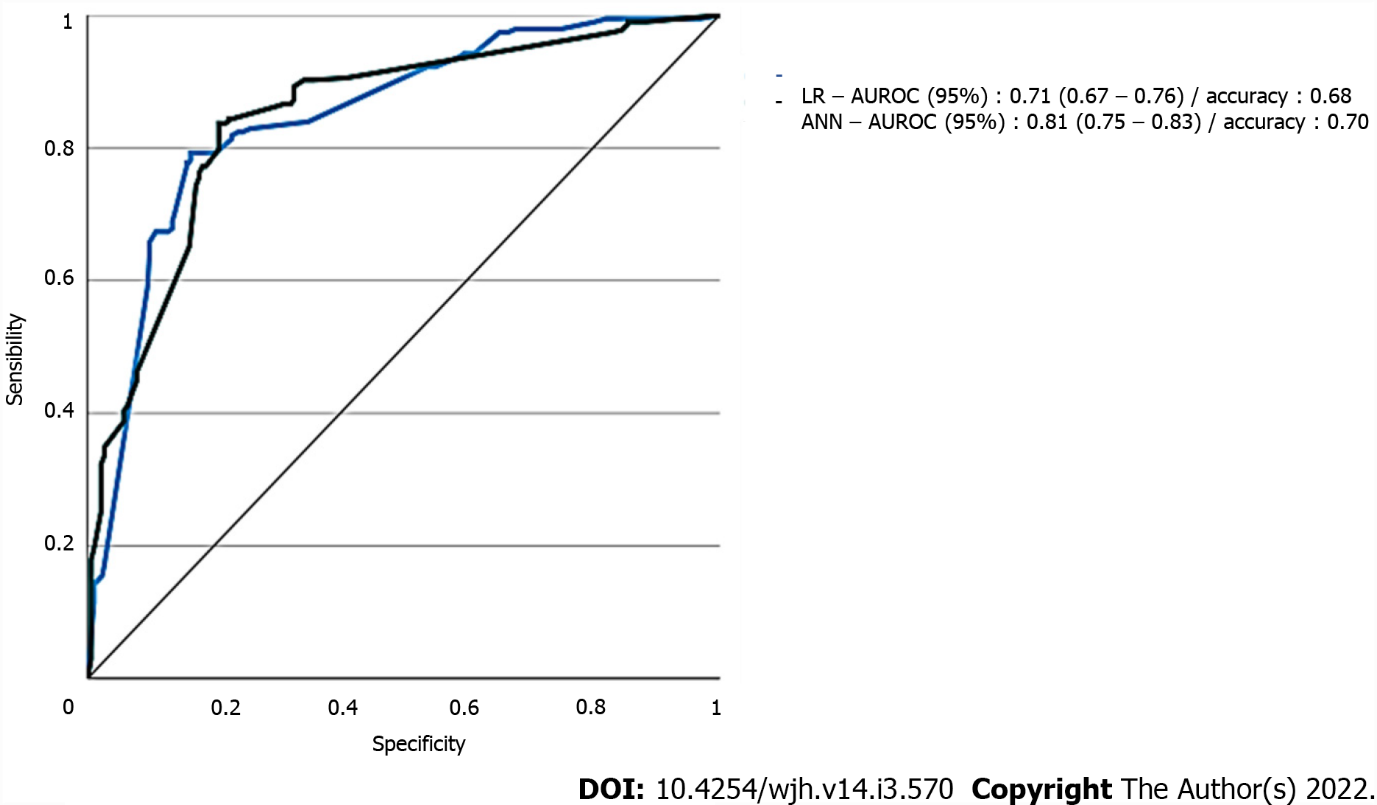 1
0.8
0.6
0.4
0.2
Sensibility
0 0.2 0.4 0.6 0.8 1
Specificity
LR – AUROC (95%) : 0.71 (0.67 – 0.76) / accuracy : 0.68
ANN – AUROC (95%) : 0.81 (0.75 – 0.83) / accuracy : 0.70
DOI: 10.4254/wjh.v14.i3.570 Copyright The Author(s) 2022.